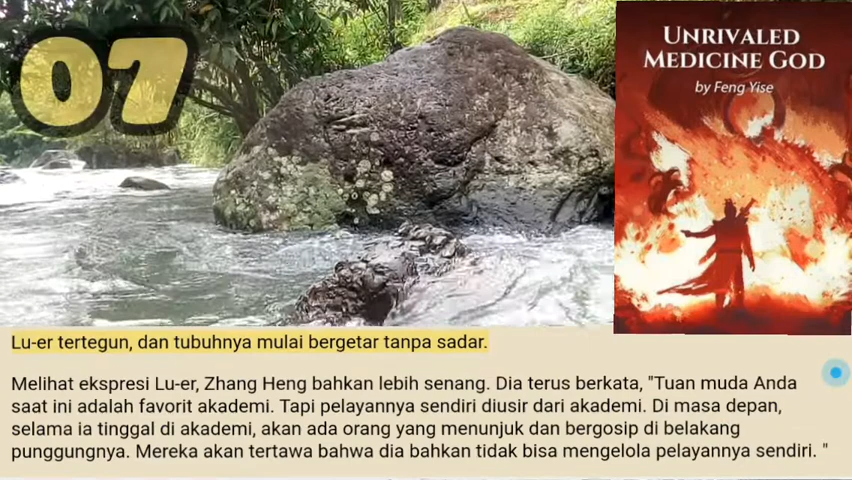 07
UNRIVALED
MEDICINE GOD
by Feng Yise
Lu-er tertegun, dan tubuhnya mulai bergetar tanpa sadar.
Melihat ekspresi Lu-er, Zhang Heng bahkan lebih senang. Dia terus berkata, "Tuan muda Anda
saat ini adalah favorit akademi. Tapi pelayannya sendiri diusir dari akademi. Di masa depan,
selama ia tinggal di akademi, akan ada orang yang menunjuk dan bergosip di belakang
punggungnya. Mereka akan tertawa bahwa dia bahkan tidak bisa mengelola pelayannya sendiri. "